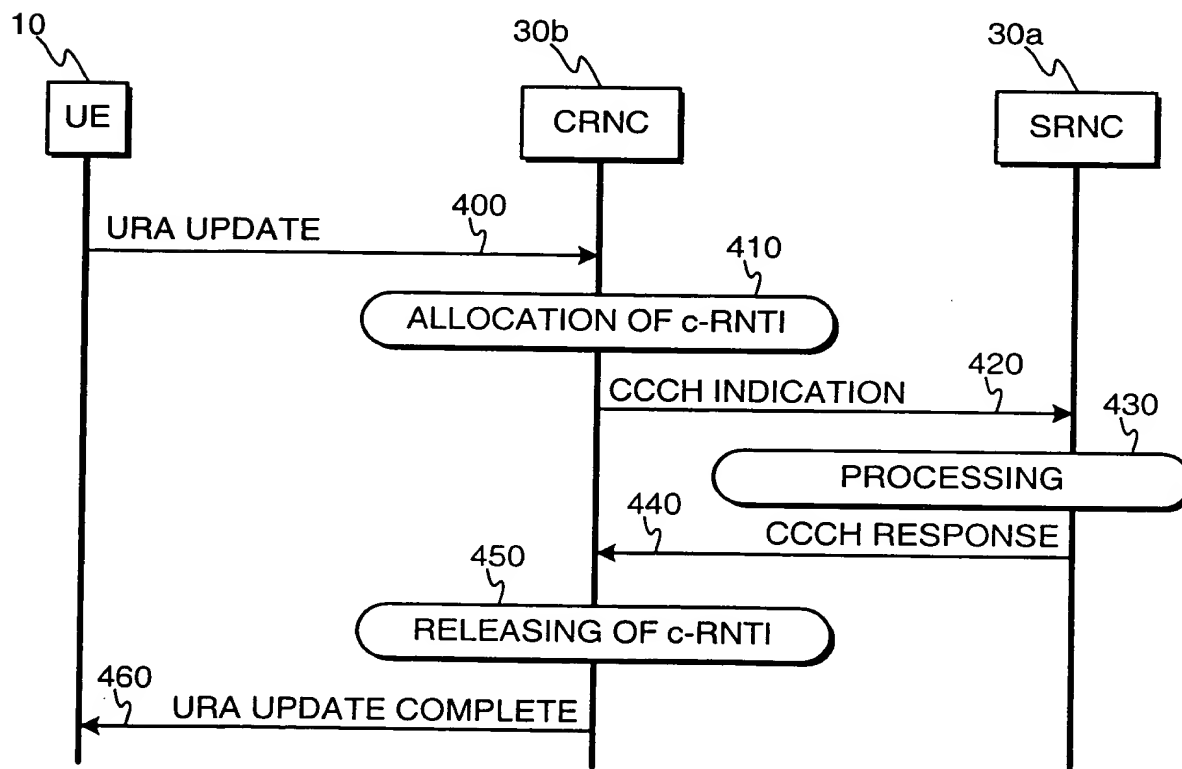 10
30b
30a
UE
CRNC
SRNC
URA UPDATE
400
410
ALLOCATION OF c-RNTI
CCCH INDICATION
420
430
PROCESSING
440
CCCH RESPONSE
450
RELEASING OF c-RNTI
460
URA UPDATE COMPLETE